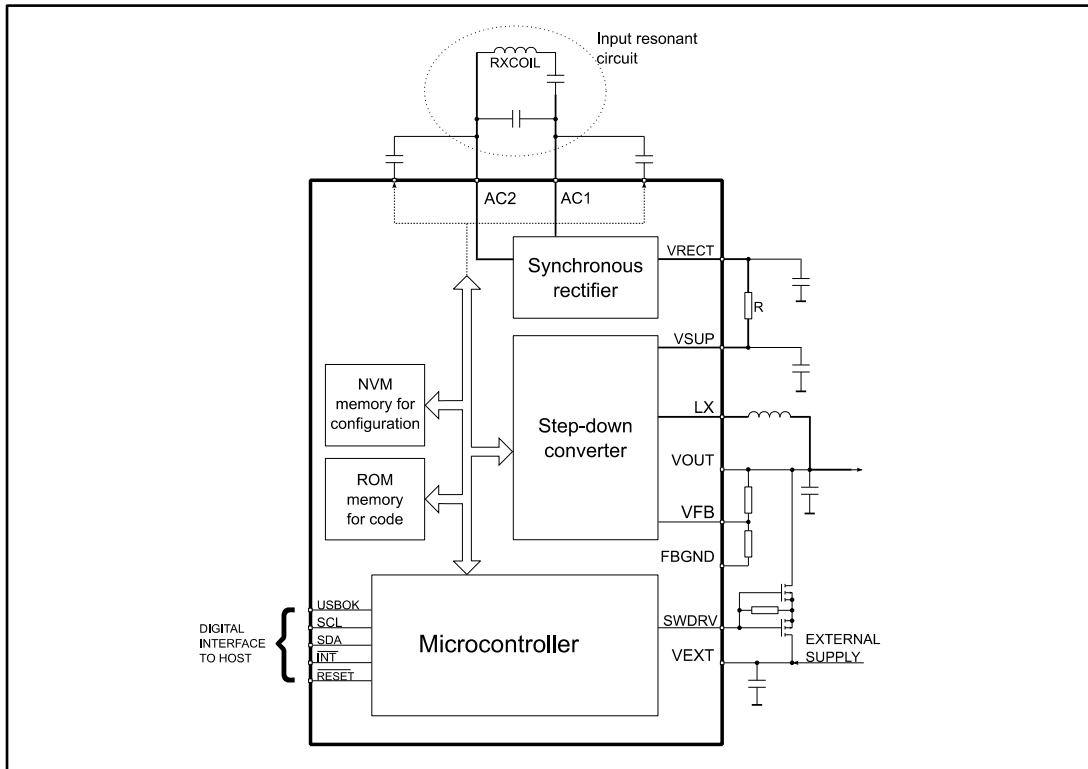 Input resonant
circuit
RXCOIL
AC2
AC1
VRECT
Synchronous
rectifier
R
VSUP
NVM
memory for
configuration
LX
Step-down
converter
VOUT
ROM
memory
for code
VFB
FBGND
USBOK
SCL
SDA
INT
RESET
DIGITAL
INTERFACE
TO HOST
Microcontroller
SWDRV
VEXT
EXTERNAL
SUPPLY